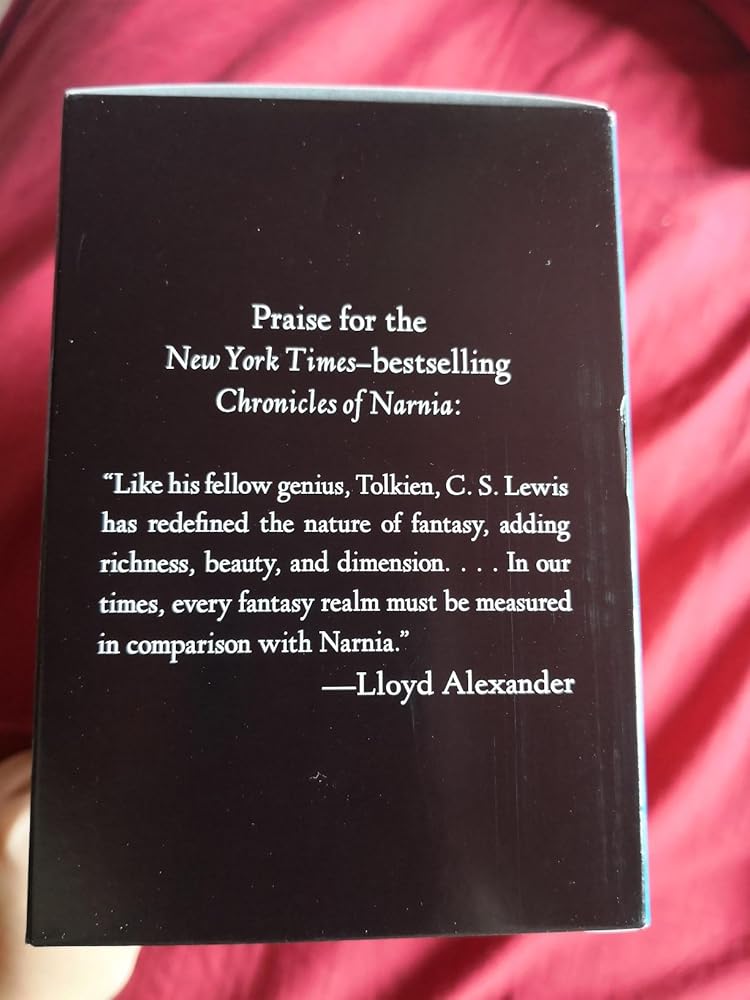 Praise for the
New York Times–bestselling
Chronicles of Narnia:
“Like his fellow genius, Tolkien, C. S. Lewis
has redefined the nature of fantasy, adding
richness, beauty, and dimension. . . . In our
times, every fantasy realm must be measured
in comparison with Narnia.”
—Lloyd Alexander